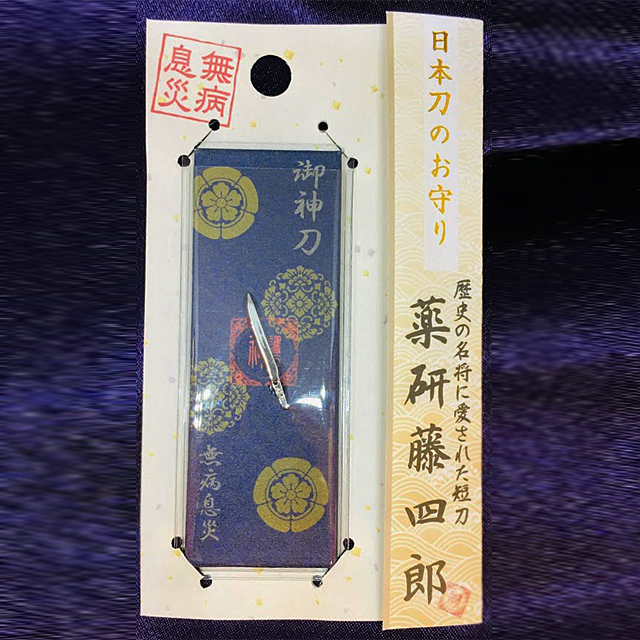 日本刀のお守り
歴史の名将に愛された短刀
薬研藤四郎
無病
息災
御神刀
無病息災